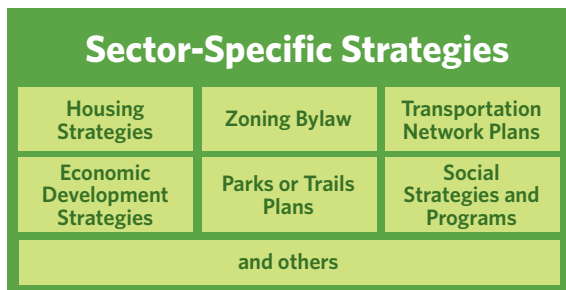 Sector-Specific Strategies
Housing
Strategies
Zoning Bylaw
Transportation
Network Plans
Economic
Development
Strategies
Parks or Trails
Plans
Social
Strategies and
Programs
and others